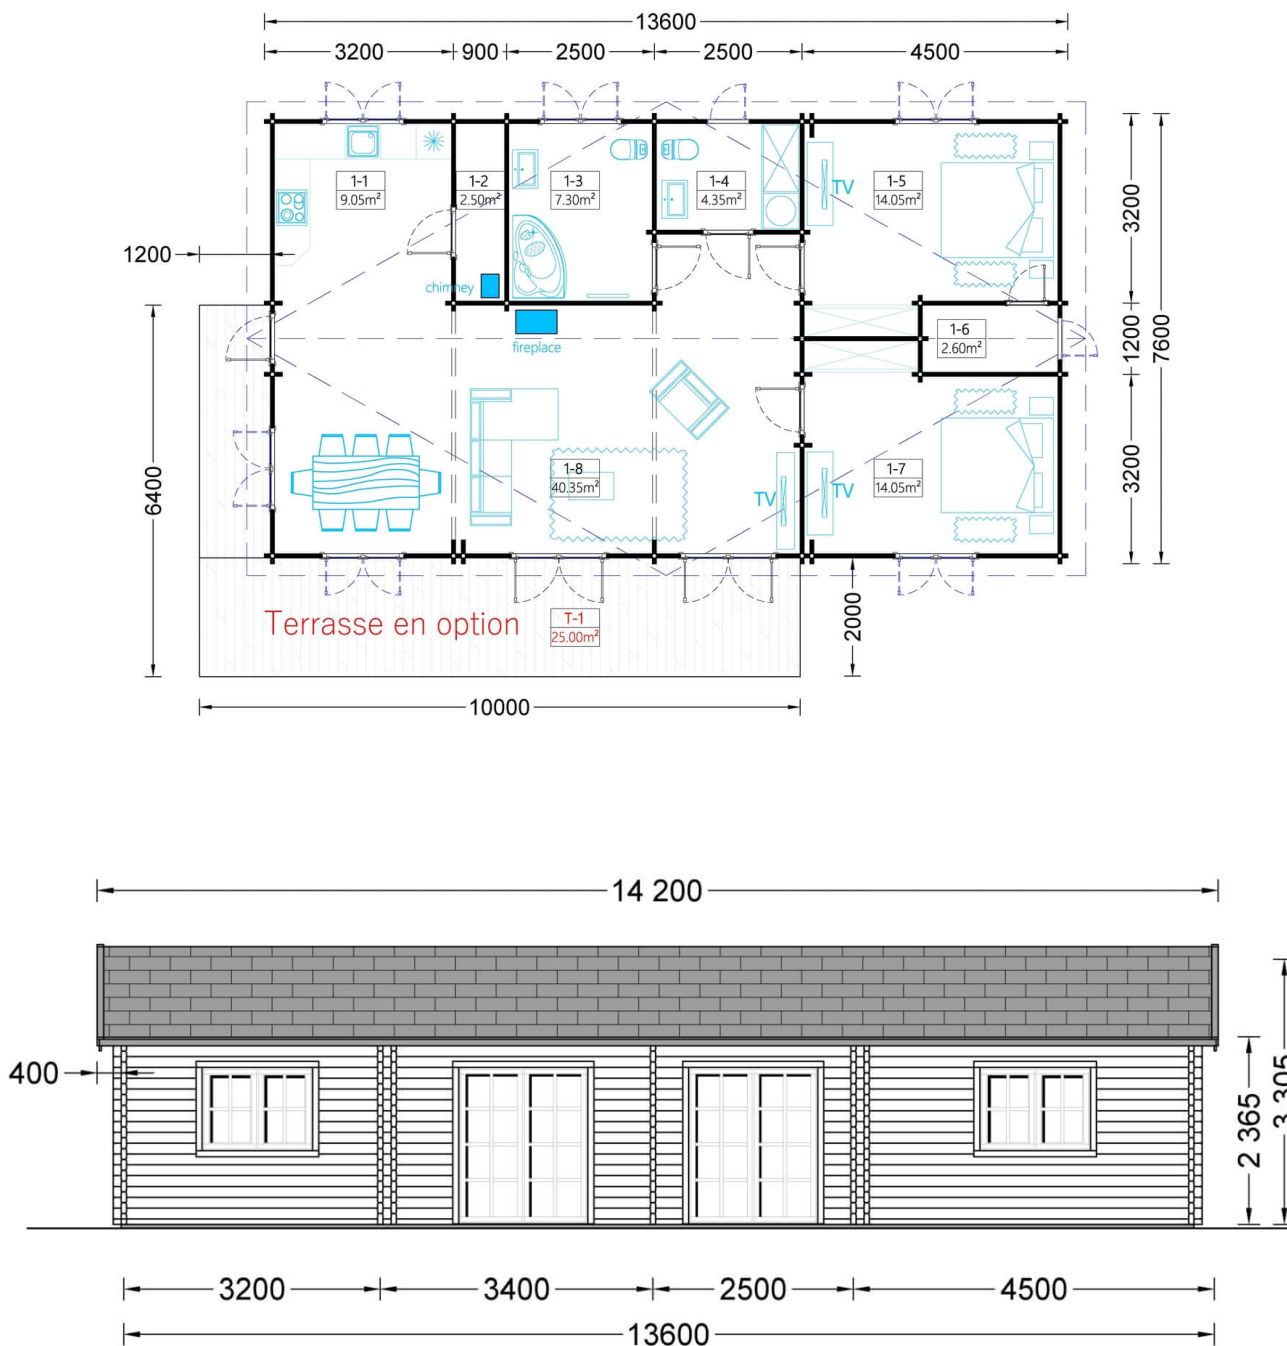 13600
3200 900 2500 2500 4500
1-1
9.05m²
1-2
2.50m²
1-3
7.30m²
1-4
4.35m²
TV
1-5
14.05m²
3200
1200
chimney
fireplace
1-6
2.60m²
1200
7600
6400
1-8
40.35m²
TV
TV
1-7
14.05m²
3200
Terrasse en option
T-1
25.00m²
2000
10000
14 200
400
2 365
3 305
3200 3400 2500 4500
13600